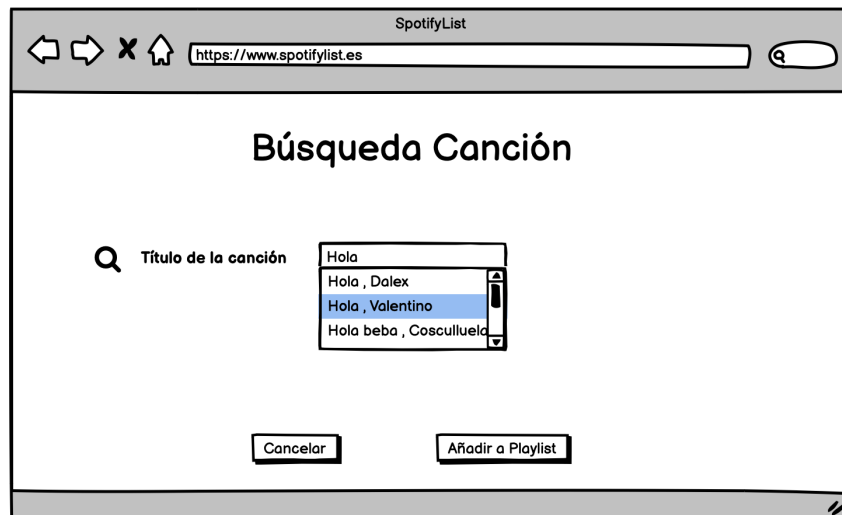 SpotifyList
https://www.spotifylist.es
Búsqueda Canción
Título de la canción
Hola
Hola , Dalex
Hola , Valentino
Hola beba , Cosculluela
Cancelar
Añadir a Playlist